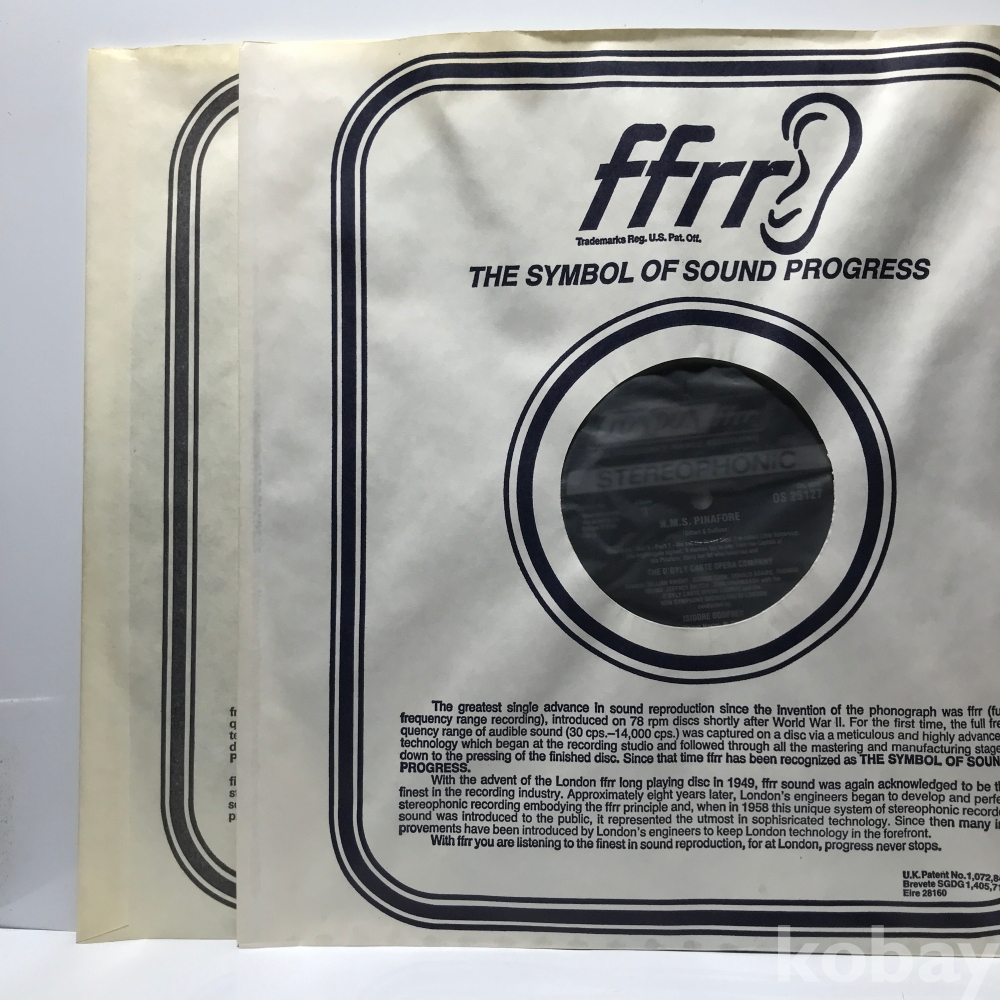 ffrr
Trademarks Reg. U.S. Pat. Off.
THE SYMBOL OF SOUND PROGRESS
STEREOPHONIC
OS 25127
H.M.S. PINAFORE
THE D'OYLY CARTE OPERA COMPANY
ISIDORE
The greatest single advance in sound reproduction since the invention of the phonograph was ffrr (fu
frequency range recording), introduced on 78 rpm discs shortly after World War II. For the first time, the full fre
quency range of audible sound (30 cps.–14,000 cps.) was captured on a disc via a meticulous and highly advance
technology which began at the recording studio and followed through all the mastering and manufacturing stage
down to the pressing of the finished disc. Since that time ffrr has been recognized as THE SYMBOL OF SOUN
PROGRESS.
With the advent of the London ffrr long playing disc in 1949, ffrr sound was again acknowledged to be th
finest in the recording industry. Approximately eight years later, London's engineers began to develop and perfe
stereophonic recording embodying the ffrr principle and, when in 1958 this unique system of stereophonic recorde
sound was introduced to the public, it represented the utmost in sophisricated technology. Since then many i
provements have been introduced by London's engineers to keep London technology in the forefront.
With ffrr you are listening to the finest in sound reproduction, for at London, progress never stops.
U.K. Patent No. 1,072,8
Brevete SGDG 1,405,7
Eire 28160
kobay